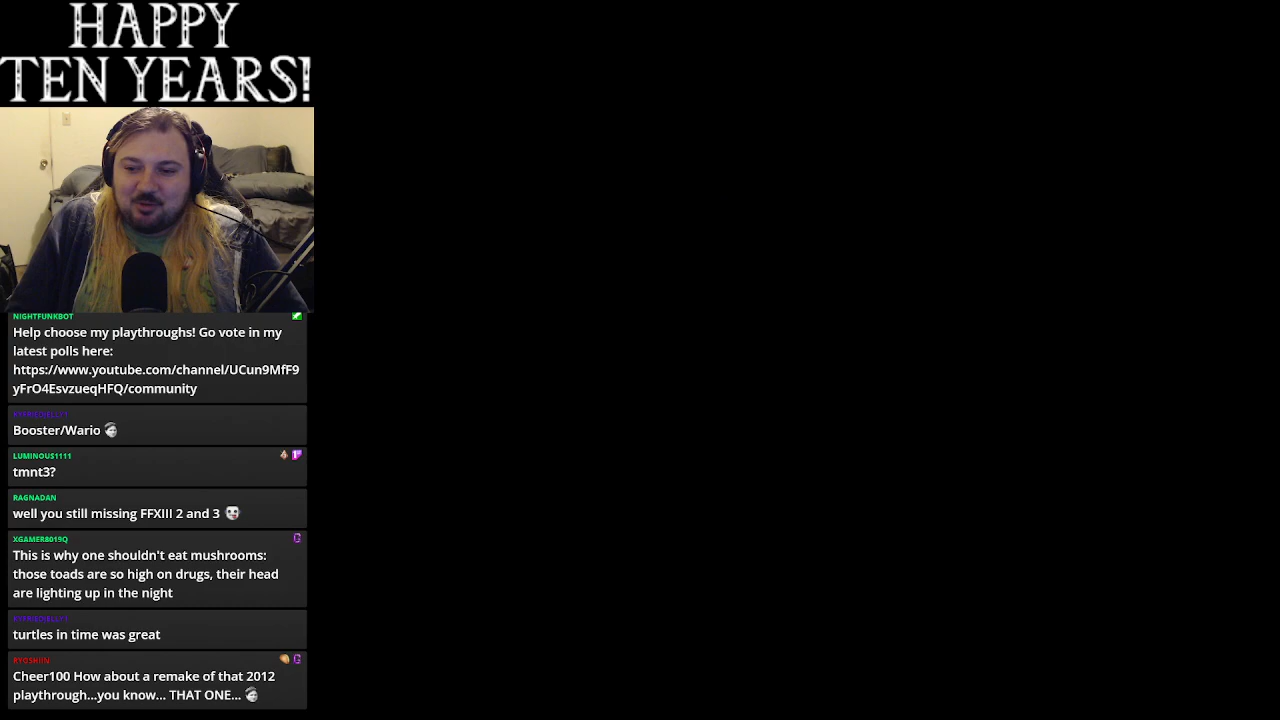 HAPPY
TEN YEARS!
NIGHTFUNKBOT
Help choose my playthroughs! Go vote in my
latest polls here:
https://www.youtube.com/channel/UCun9MfF9
yFrO4EsvzueqHFQ/community
Booster/Wario
LUMINOUS1111
tmnt3?
RAGNADAN
well you still missing FFXIII 2 and 3
XGAMER8019Q
This is why one shouldn't eat mushrooms:
those toads are so high on drugs, their head
are lighting up in the night
turtles in time was great
RYOSHIIN
Cheer100 How about a remake of that 2012
playthrough...you know... THAT ONE...